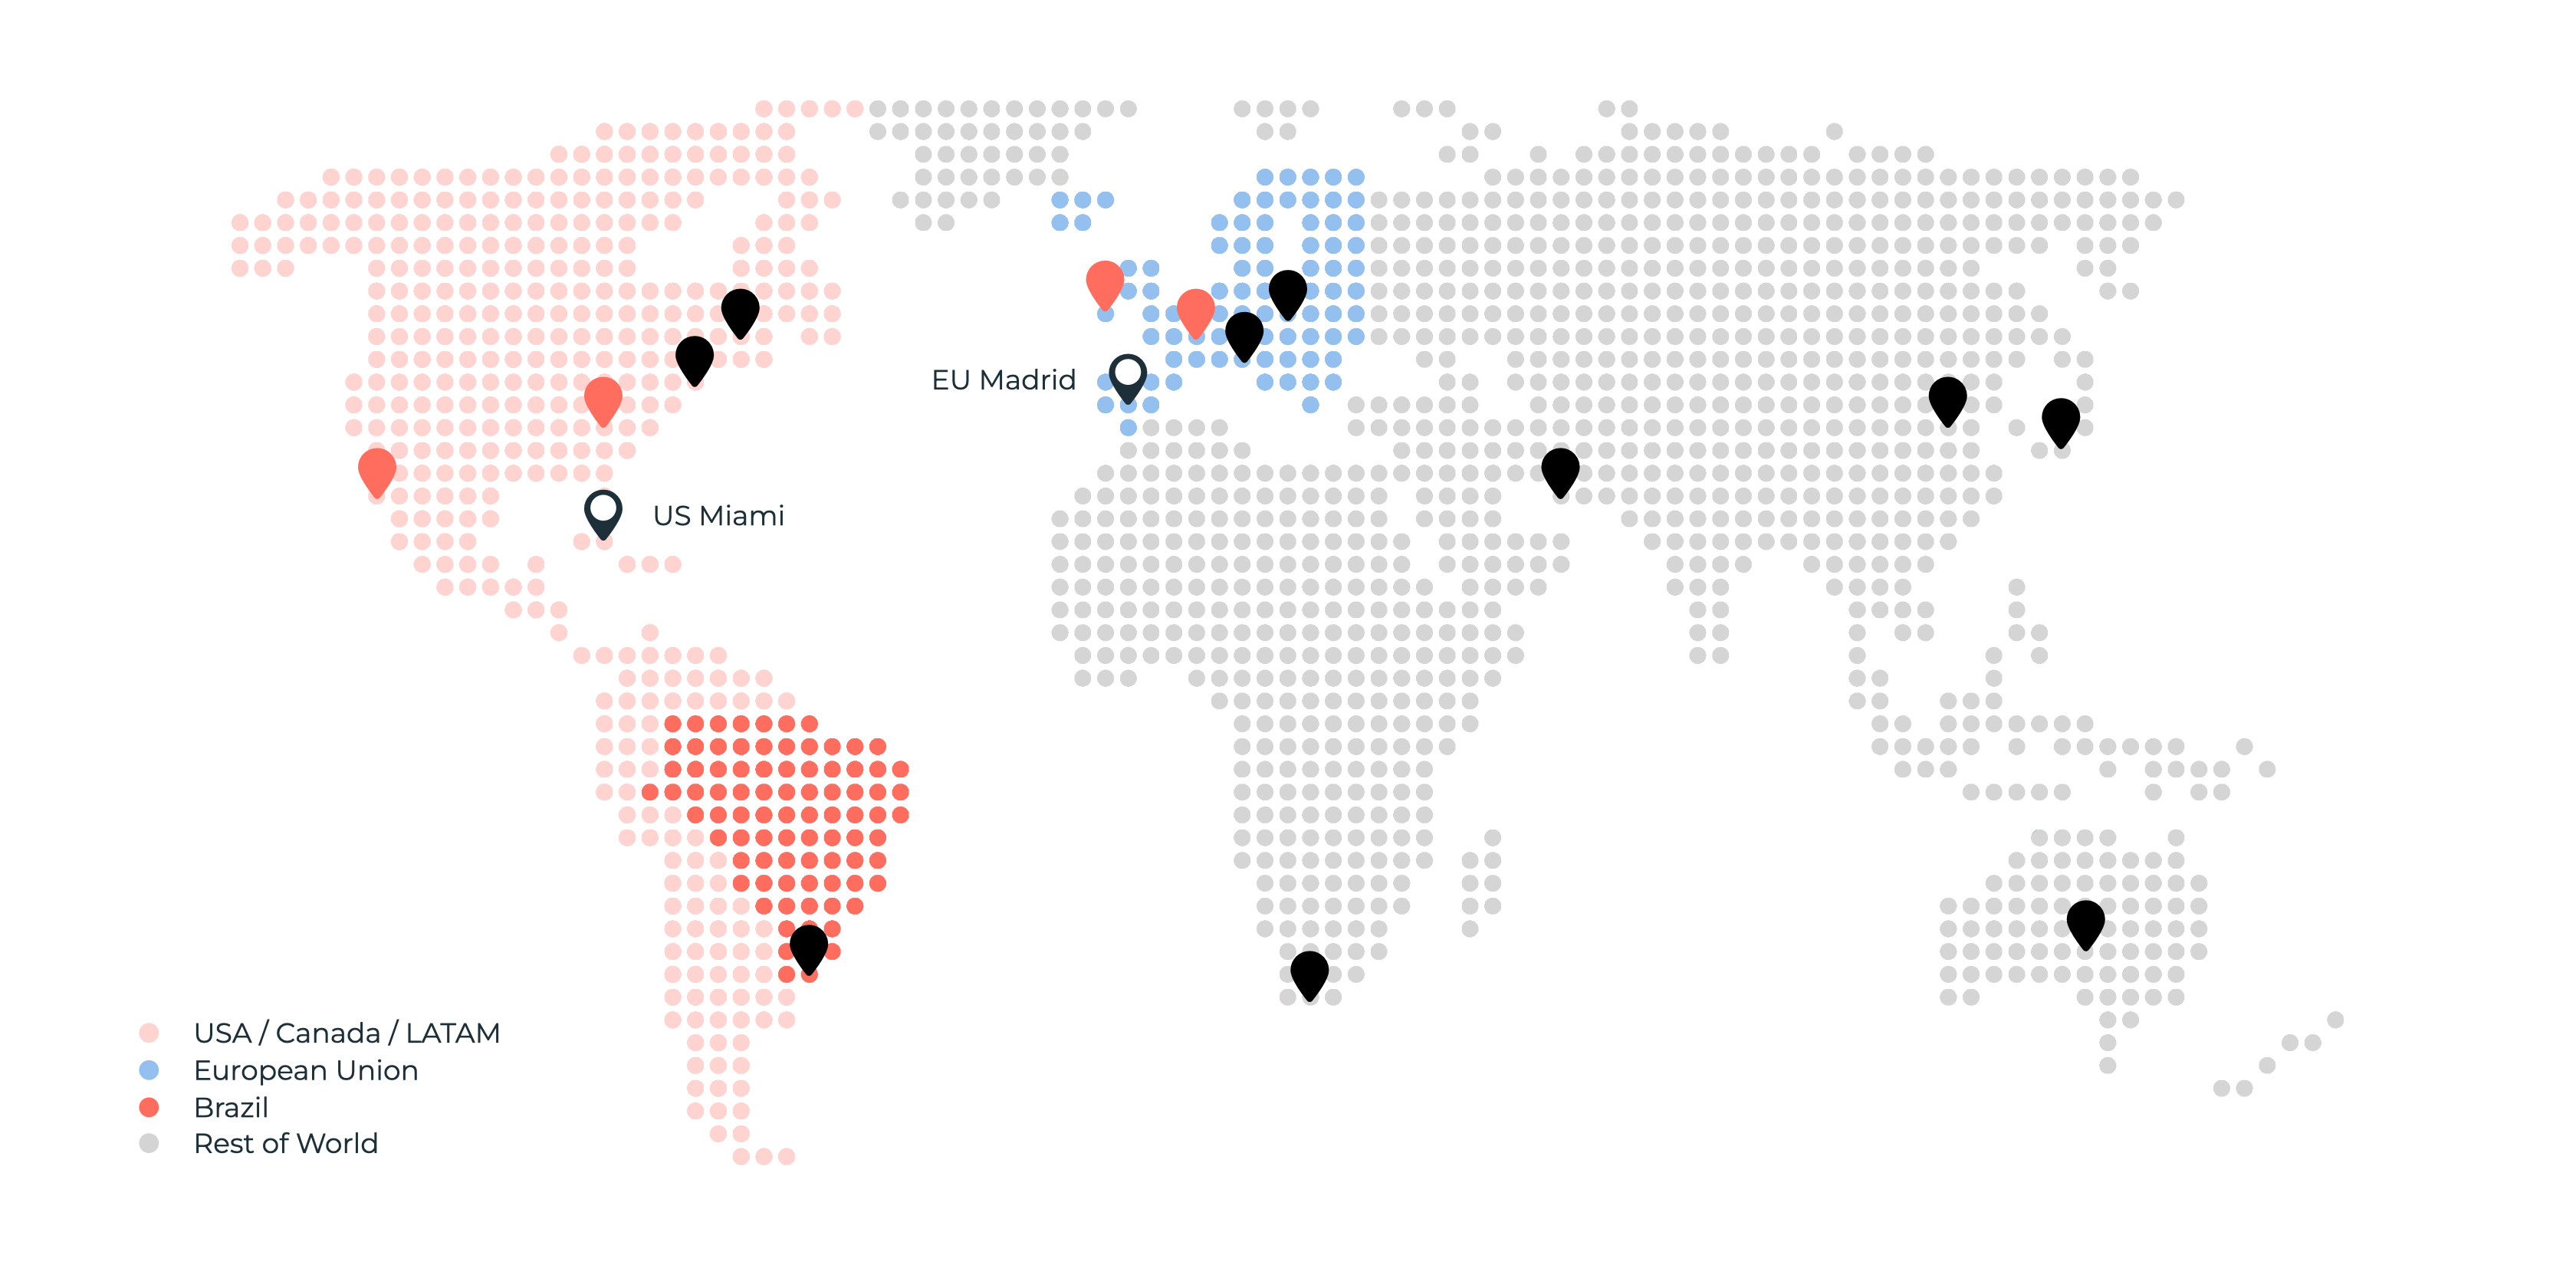 EU Madrid
US Miami
USA / Canada / LATAM
European Union
Brazil
Rest of World